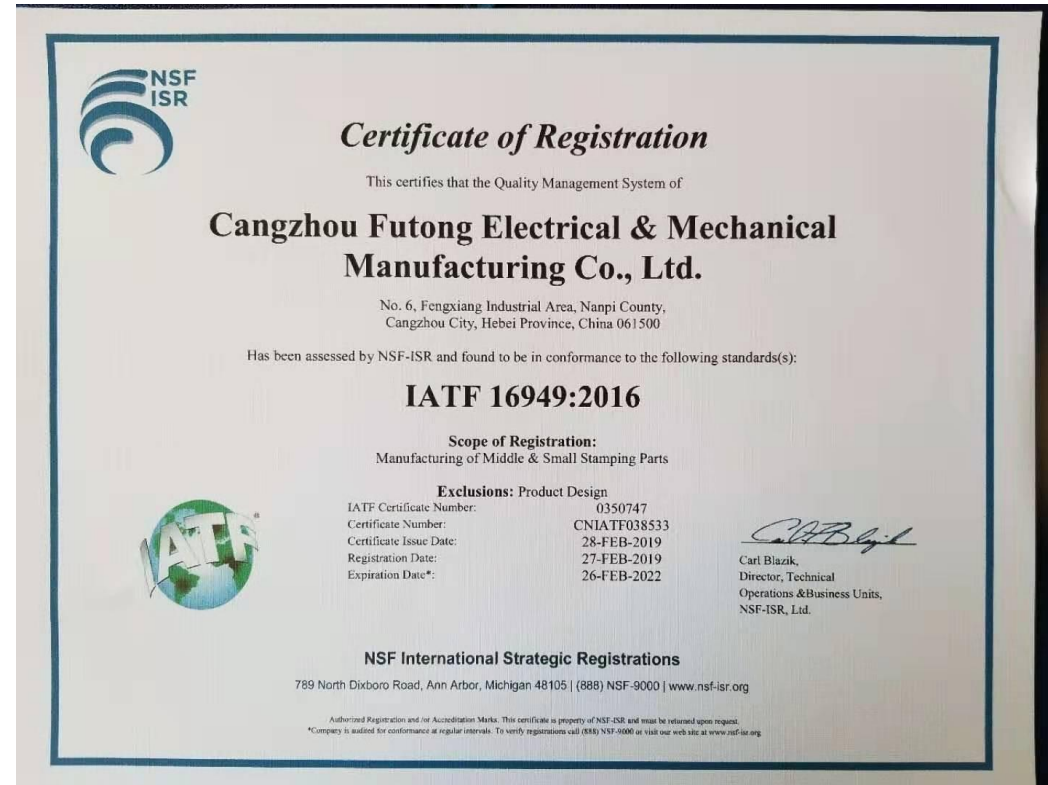 NSF
ISR
Certificate of Registration
This certifies that the Quality Management System of
Cangzhou Futong Electrical & Mechanical
Manufacturing Co., Ltd.
No. 6, Fengxiang Industrial Area, Nanpi County,
Cangzhou City, Hebei Province, China 061500
Has been assessed by NSF-ISR and found to be in conformance to the following standards(s):
IATF 16949:2016
Scope of Registration:
Manufacturing of Middle & Small Stamping Parts
Exclusions: Product Design
IATF Certificate Number: 0350747
Certificate Number: CNIATF038533
Certificate Issue Date: 28-FEB-2019
Registration Date: 27-FEB-2019
Expiration Date*: 26-FEB-2022
IATF
Carl Blazik,
Director, Technical
Operations &Business Units,
NSF-ISR, Ltd.
NSF International Strategic Registrations
789 North Dixboro Road, Ann Arbor, Michigan 48105 | (888) NSF-9000 | www.nsf-isr.org
Authorized Registration and /or Accreditation Marks. This certificate is property of NSF-ISR and must be returned upon request.
*Company is audited for conformance at regular intervals. To verify registrations call (888) NSF-9000 or visit our web site at www.nsf-isr.org